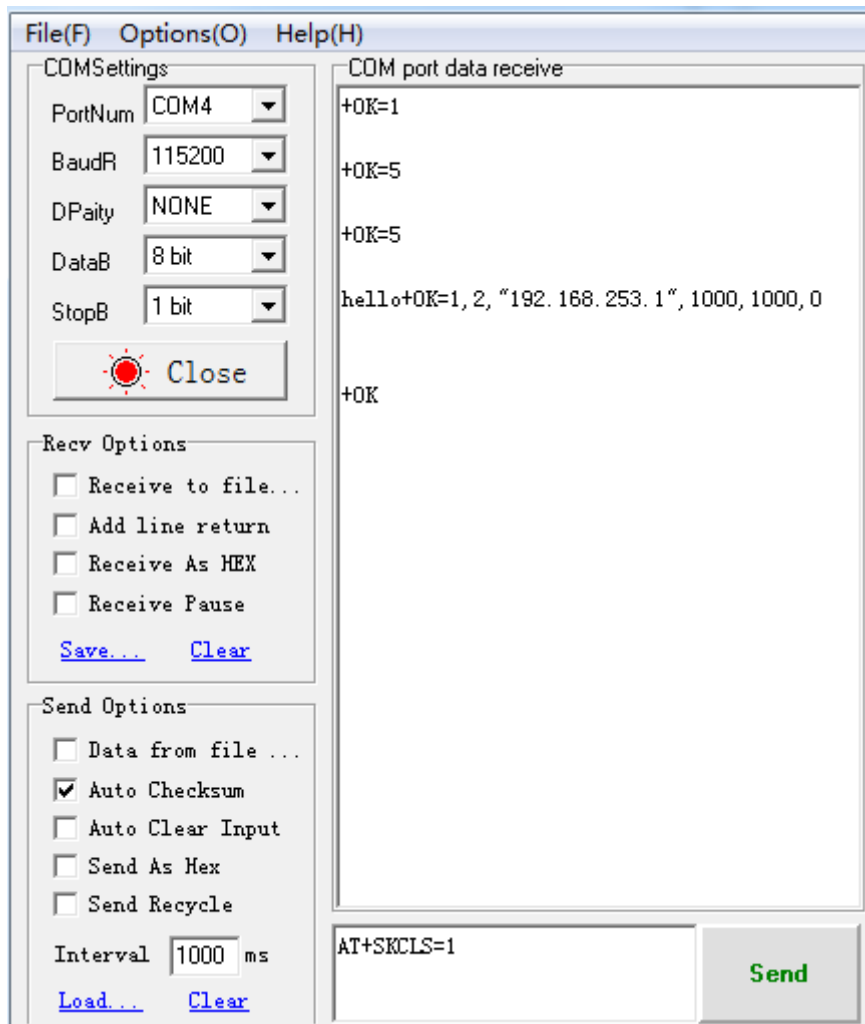 File(F) Options(O) Help(H)
COMSettings
PortNum COM4
BaudR 115200
DPaity NONE
DataB 8 bit
StopB 1 bit
Close
Recv Options
Receive to file...
Add line return
Receive As HEX
Receive Pause
Save... Clear
Send Options
Data from file ...
Auto Checksum
Auto Clear Input
Send As Hex
Send Recycle
Interval 1000 ms
Load... Clear
COM port data receive
+OK=1
+OK=5
+OK=5
hello+OK=1,2,"192.168.253.1",1000,1000,0
+OK
AT+SKCLS=1
Send